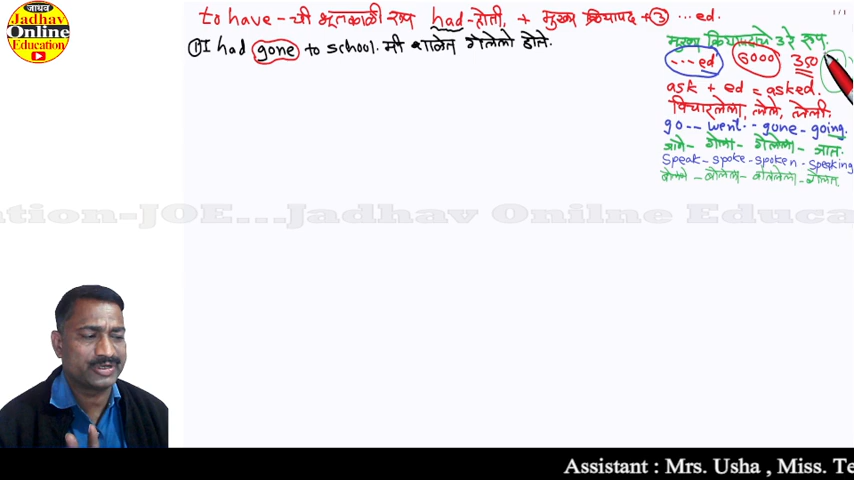 जाधव
Jadhav
Online
Education
to have - ची भूतकाळी रूप had - होती, + मुख्य क्रियापद + ③ ... ed.
① I had gone to school. मी शाळेत गेलेलो होतो.
मुख्य क्रियापदाचे 3रे रूप.
...ed 6000 350
ask + ed = asked.
विचारलेला, लेले, लेली.
go -- went -- gone - going.
जाणे - गेला - गेलेला - जात.
speak - spoke - spoken - speaking
बोलणे - बोलला - बोललेला - बोलत
ation-JOE...Jadhav Onilne Educa
Assistant : Mrs. Usha , Miss. Te